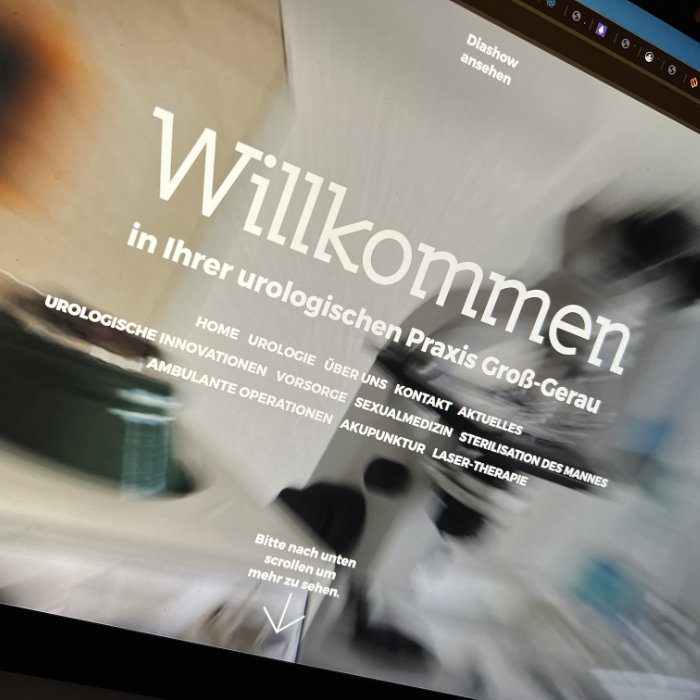 Diashow
ansehen
Willkommen
in Ihrer urologischen Praxis Groß-Gerau
HOME UROLOGIE ÜBER UNS KONTAKT AKTUELLES
UROLOGISCHE INNOVATIONEN VORSORGE SEXUALMEDIZIN STERILISATION DES MANNES
AMBULANTE OPERATIONEN AKUPUNKTUR LASER-THERAPIE
Bitte nach unten
scrollen um
mehr zu sehen.